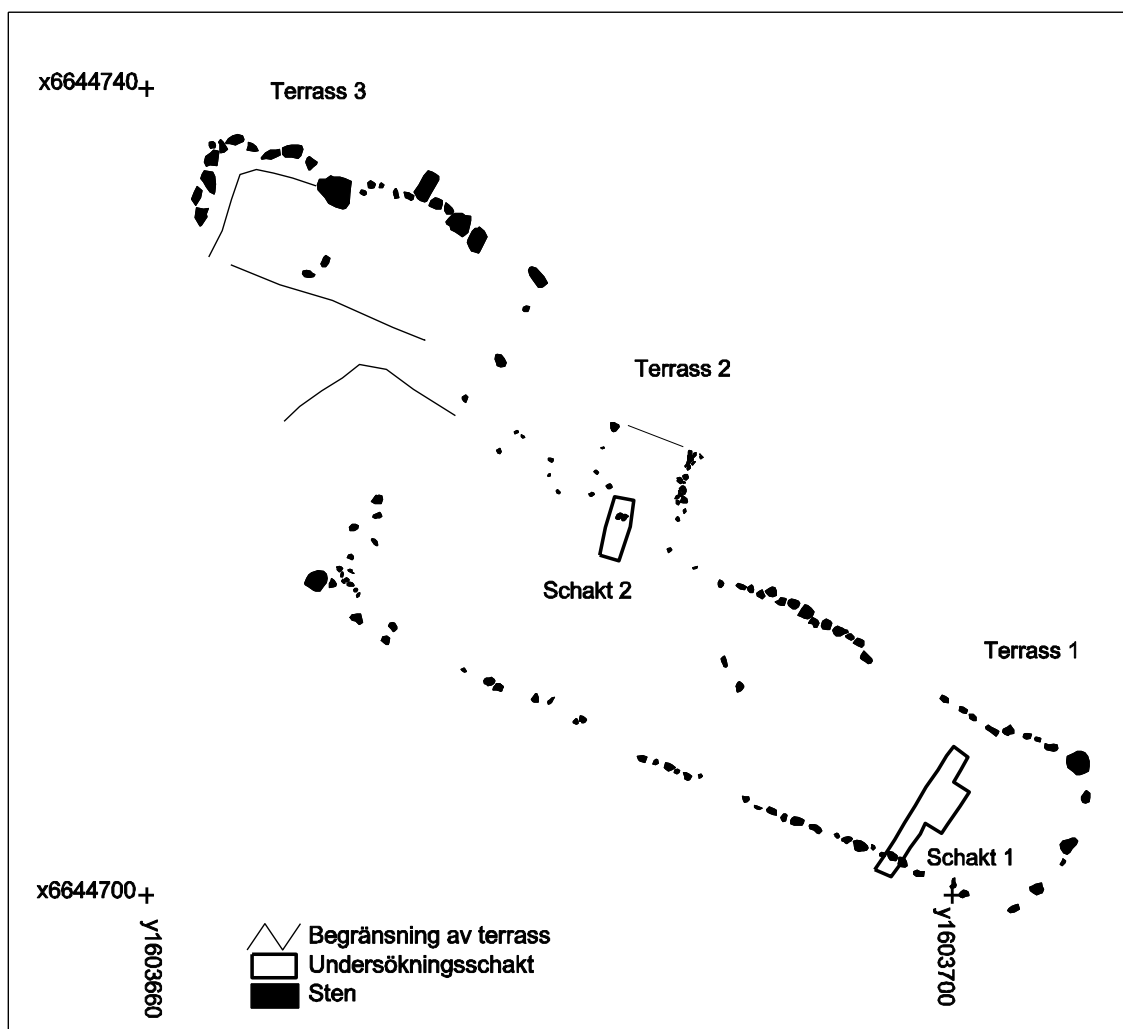 x6644740
Terrass 3
Terrass 2
Schakt 2
Terrass 1
Schakt 1
x6644700
y1603660
y1603700
Begränsning av terrass
Undersökningsschakt
Sten